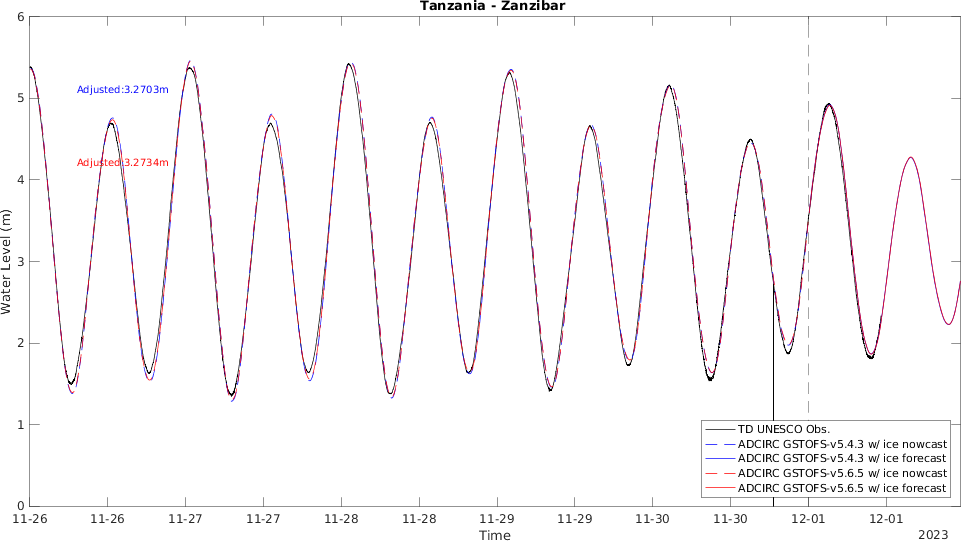 Tanzania - Zanzibar
6
5
4
3
2
1
0
Water Level (m)
Adjusted:3.2703m
Adjusted:3.2734m
TD UNESCO Obs.
ADCIRC GSTOFS-v5.4.3 w/ ice nowcast
ADCIRC GSTOFS-v5.4.3 w/ ice forecast
ADCIRC GSTOFS-v5.6.5 w/ ice nowcast
ADCIRC GSTOFS-v5.6.5 w/ ice forecast
11-26 11-26 11-27 11-27 11-28 11-28 11-29 11-29 11-30 11-30 12-01 12-01
Time
2023